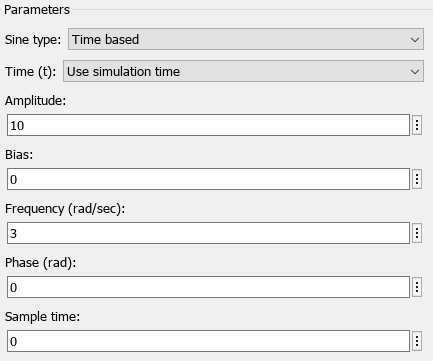 Parameters
Sine type: Time based
Time (t): Use simulation time
Amplitude:
10
Bias:
0
Frequency (rad/sec):
3
Phase (rad):
0
Sample time:
0